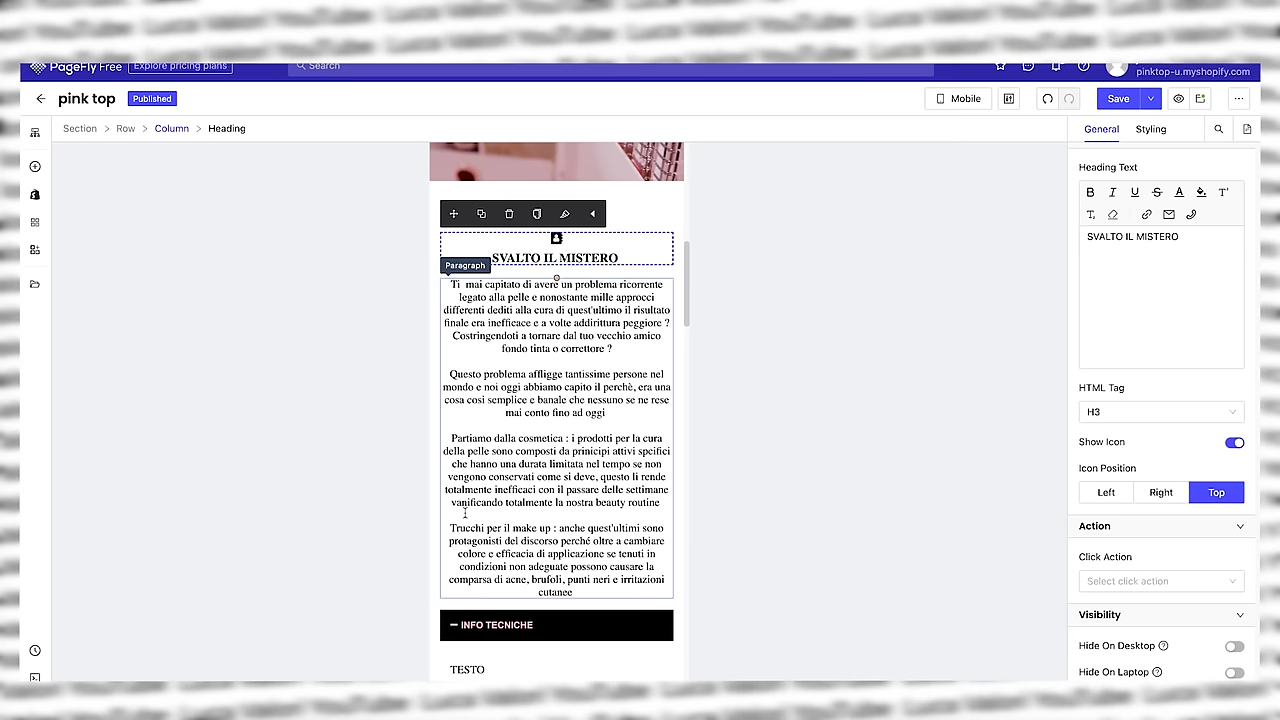 PageFly Free
Explore pricing plans
Search
pinktop-u.myshopify.com
pink top
Published
Mobile
Save
Section > Row > Column > Heading
General
Styling
Heading Text
SVALTO IL MISTERO
HTML Tag
H3
Show Icon
Icon Position
Left
Right
Top
Action
Click Action
Select click action
Visibility
Hide On Desktop
Hide On Laptop
SVALTO IL MISTERO
Paragraph
Ti mai capitato di avere un problema ricorrente
legato alla pelle e nonostante mille approcci
differenti dediti alla cura di quest'ultimo il risultato
finale era inefficace e a volte addirittura peggiore ?
Costringendoti a tornare dal tuo vecchio amico
fondo tinta o correttore ?
Questo problema affligge tantissime persone nel
mondo e noi oggi abbiamo capito il perchè, era una
cosa cosi semplice e banale che nessuno se ne rese
mai conto fino ad oggi
Partiamo dalla cosmetica : i prodotti per la cura
della pelle sono composti da prinicipi attivi spcifici
che hanno una durata limitata nel tempo se non
vengono conservati come si deve, questo li rende
totalmente inefficaci con il passare delle settimane
vanificando totalmente la nostra beauty routine
Trucchi per il make up : anche quest'ultimi sono
protagonisti del discorso perché oltre a cambiare
colore e efficacia di applicazione se tenuti in
condizioni non adeguate possono causare la
comparsa di acne, brufoli, punti neri e irritazioni
cutanee
INFO TECNICHE
TESTO